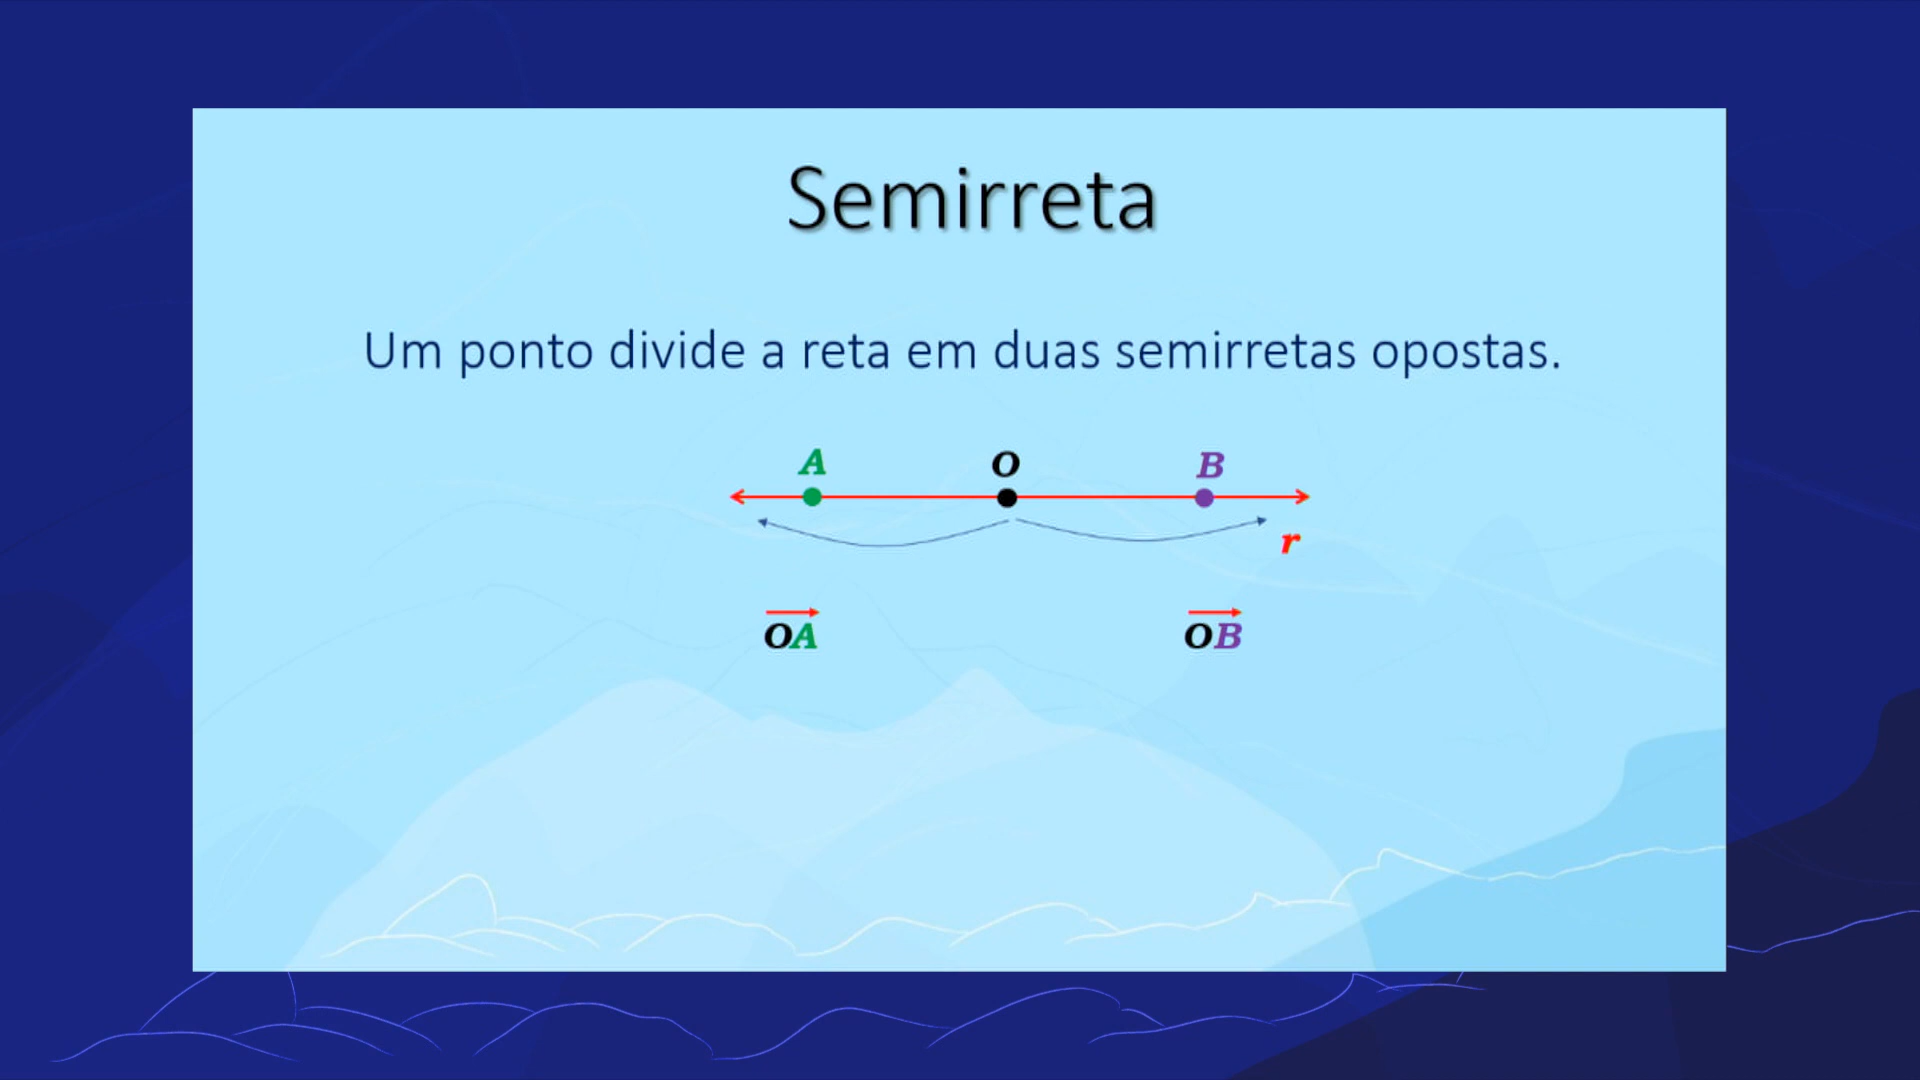 Semirreta
Um ponto divide a reta em duas semirretas opostas.
A O B
r
OA OB